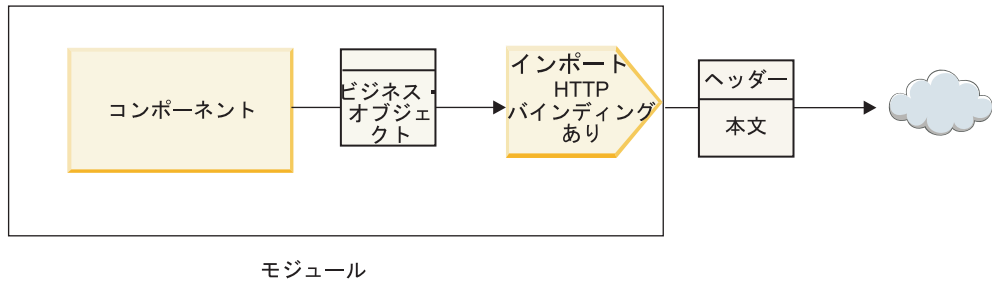 コンポーネント
ビジネス・
オブジェ
クト
インポート
HTTP
バインディング
あり
ヘッダー
本文
モジュール